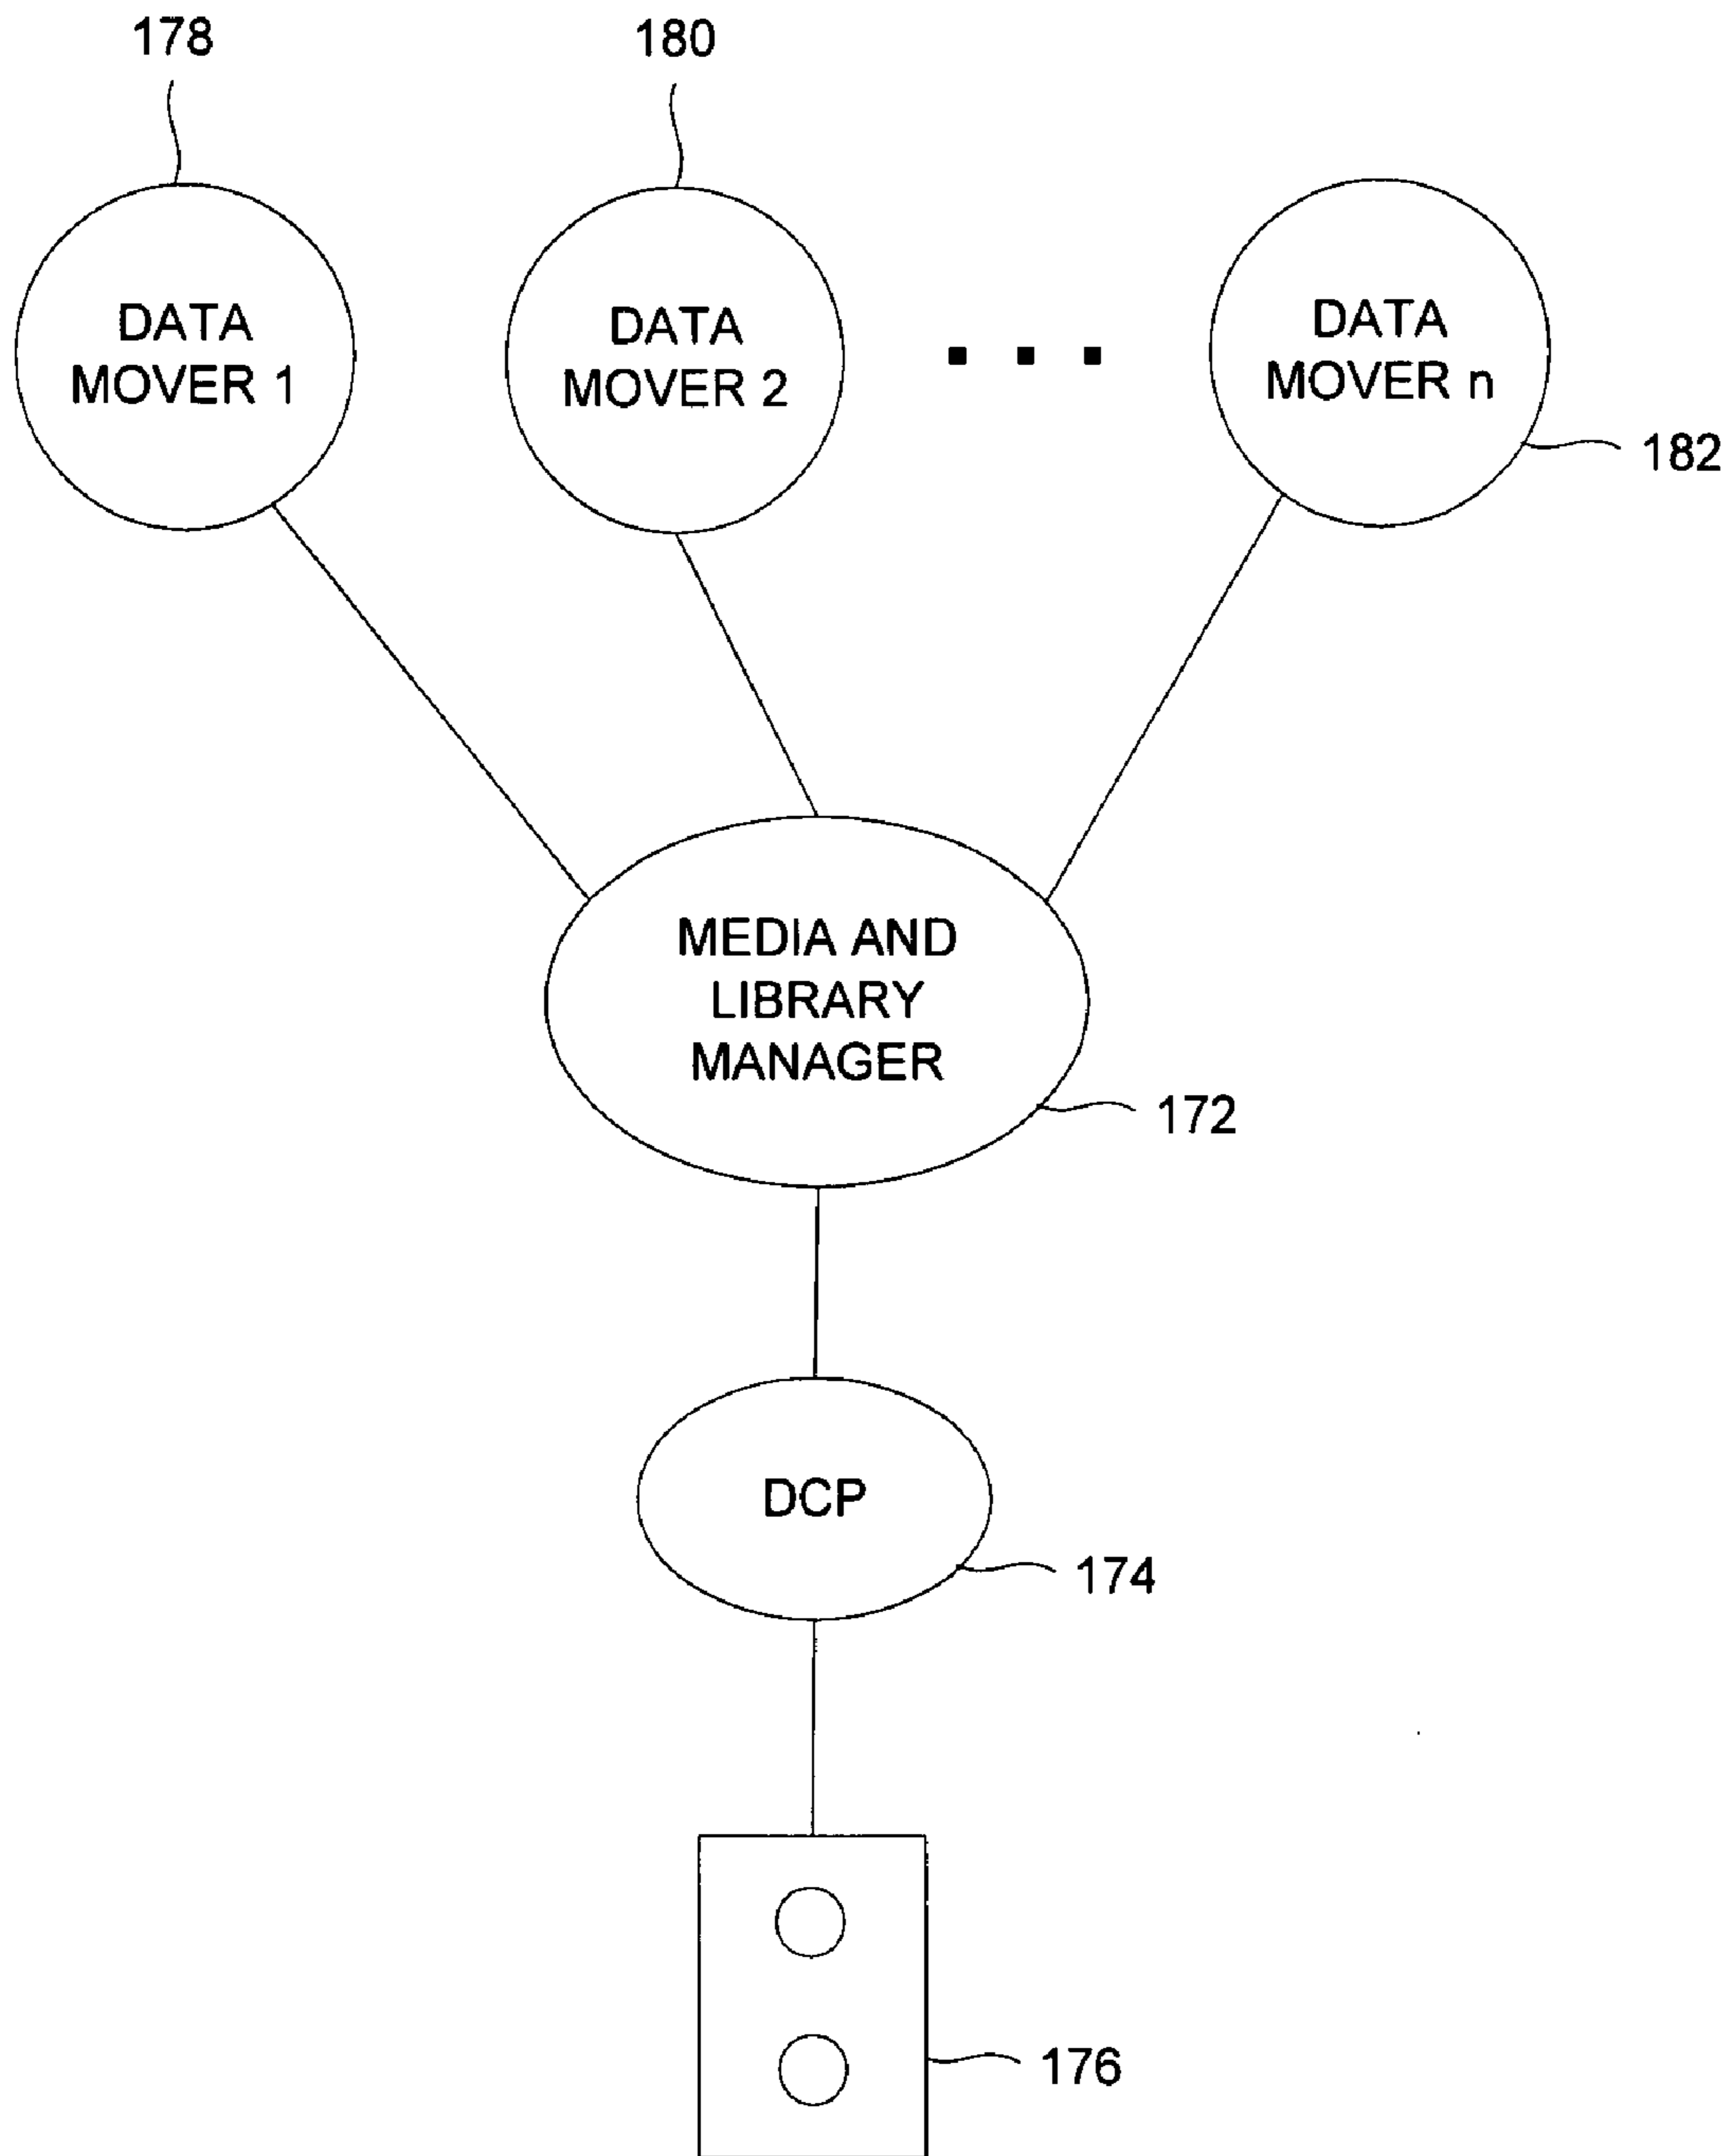 178
180
DATA
MOVER 1
DATA
MOVER 2
DATA
MOVER n
182
MEDIA AND
LIBRARY
MANAGER
172
DCP
174
176